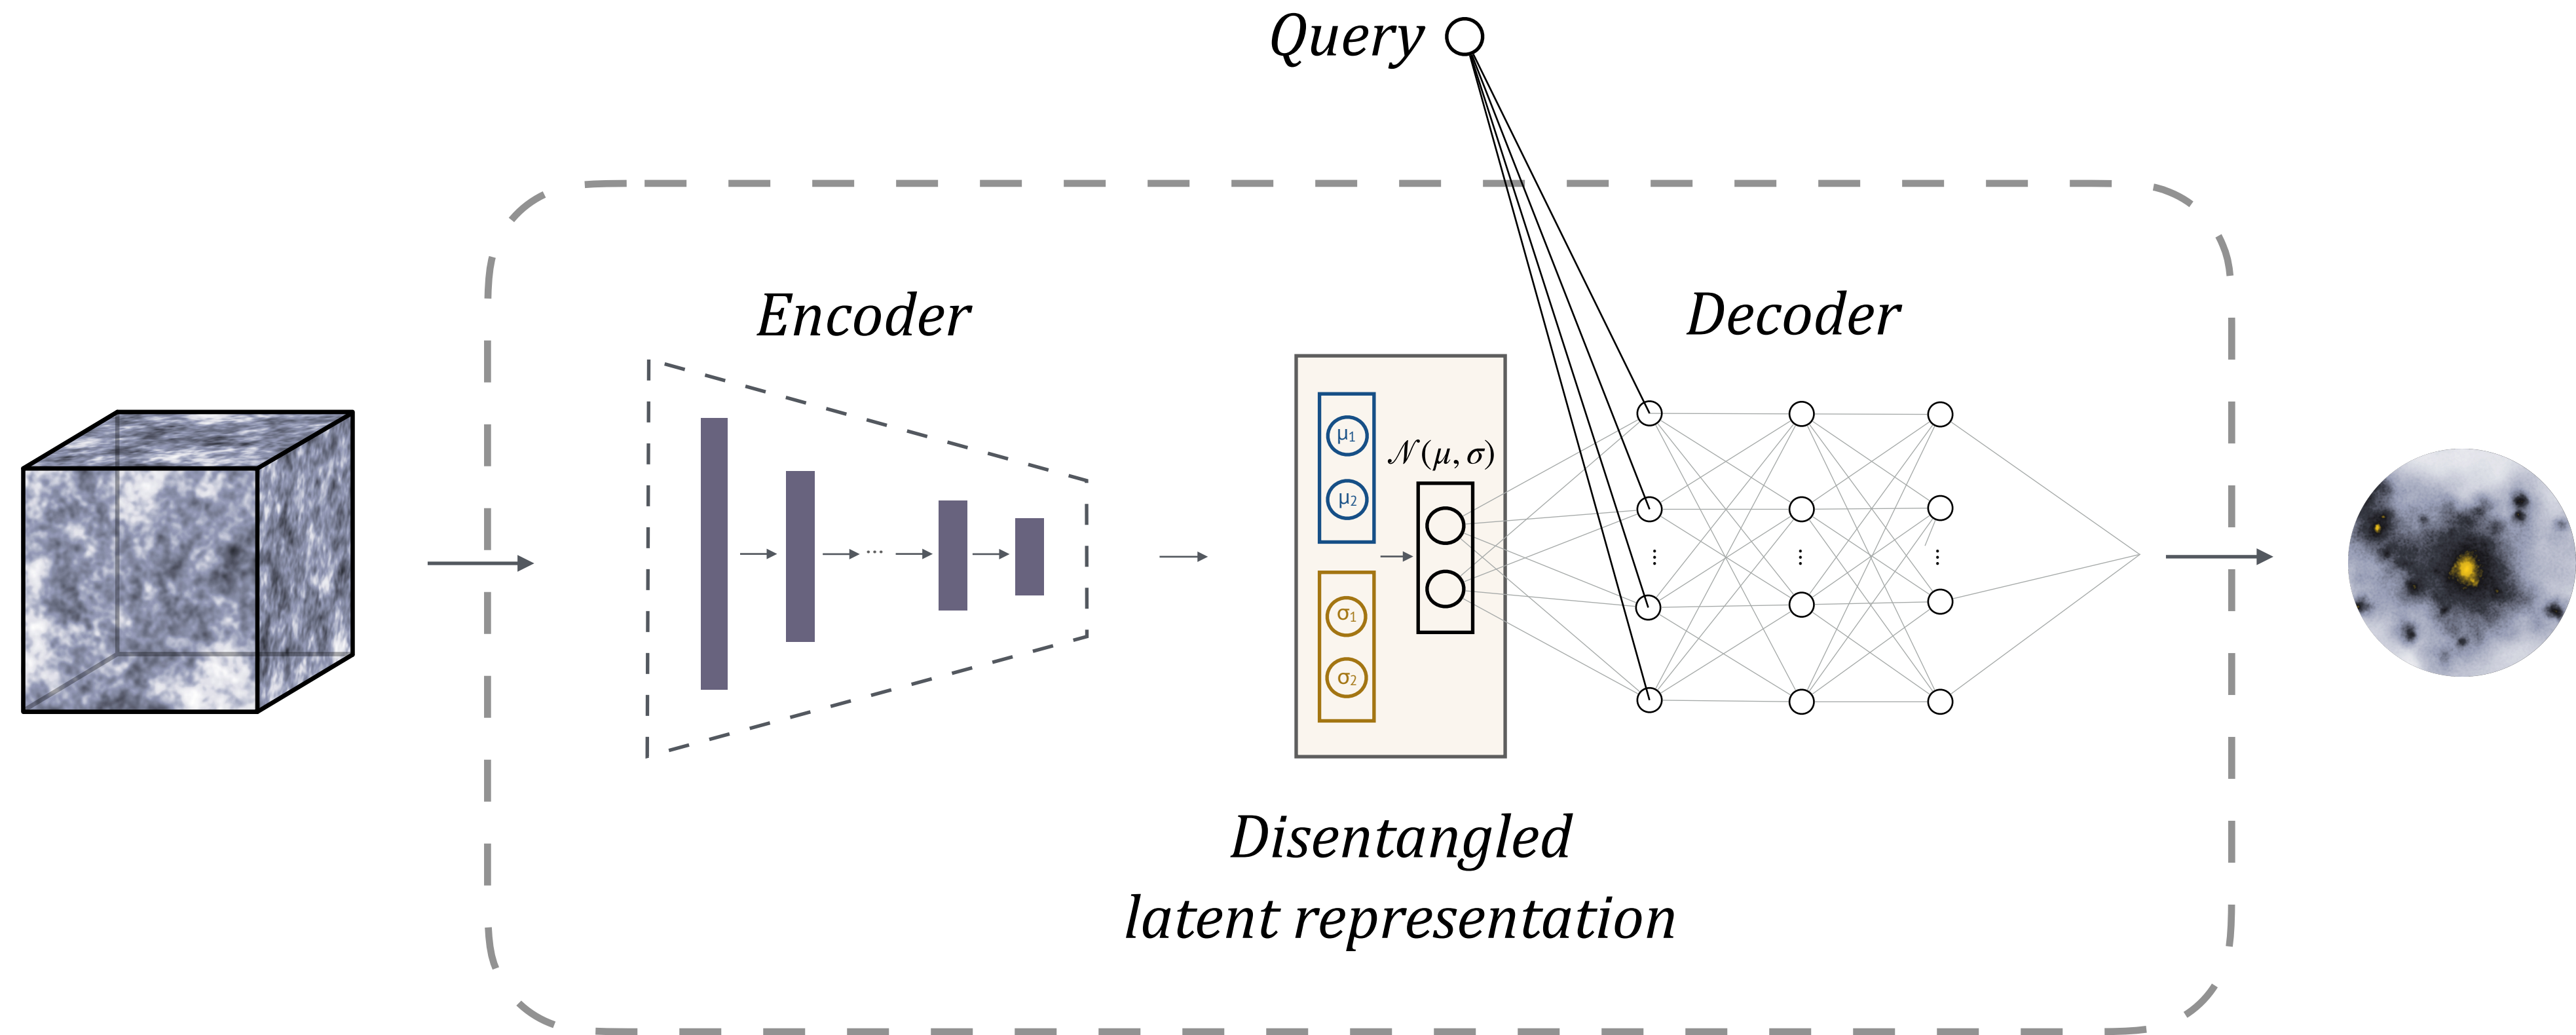 Query
Encoder
Decoder
μ1
μ2
𝒩(μ, σ)
σ1
σ2
...
Disentangled
latent representation